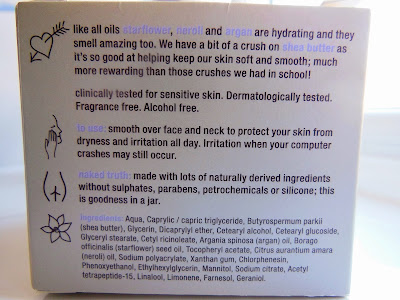 like all oils starflower, neroli and argan are hydrating and they
smell amazing too. We have a bit of a crush on shea butter as
it's so good at helping keep our skin soft and smooth; much
more rewarding than those crushes we had in school!
clinically tested for sensitive skin. Dermatologically tested.
Fragrance free. Alcohol free.
to use: smooth over face and neck to protect your skin from
dryness and irritation all day. Irritation when your computer
crashes may still occur.
naked truth: made with lots of naturally derived ingredients
without sulphates, parabens, petrochemicals or silicone; this
is goodness in a jar.
ingredients: Aqua, Caprylic / capric triglyceride, Butyrospermum parkii
(shea butter), Glycerin, Dicaprylyl ether, Cetearyl alcohol, Cetearyl glucoside,
Glyceryl stearate, Cetyl ricinoleate, Argania spinosa (argan) oil, Borago
officinalis (starflower) seed oil, Tocopheryl acetate, Citrus aurantium amara
(neroli) oil, Sodium polyacrylate, Xanthan gum, Chlorphenesin,
Phenoxyethanol, Ethylhexylglycerin, Mannitol, Sodium citrate, Acetyl
tetrapeptide-15, Linalool, Limonene, Farnesol, Geraniol.